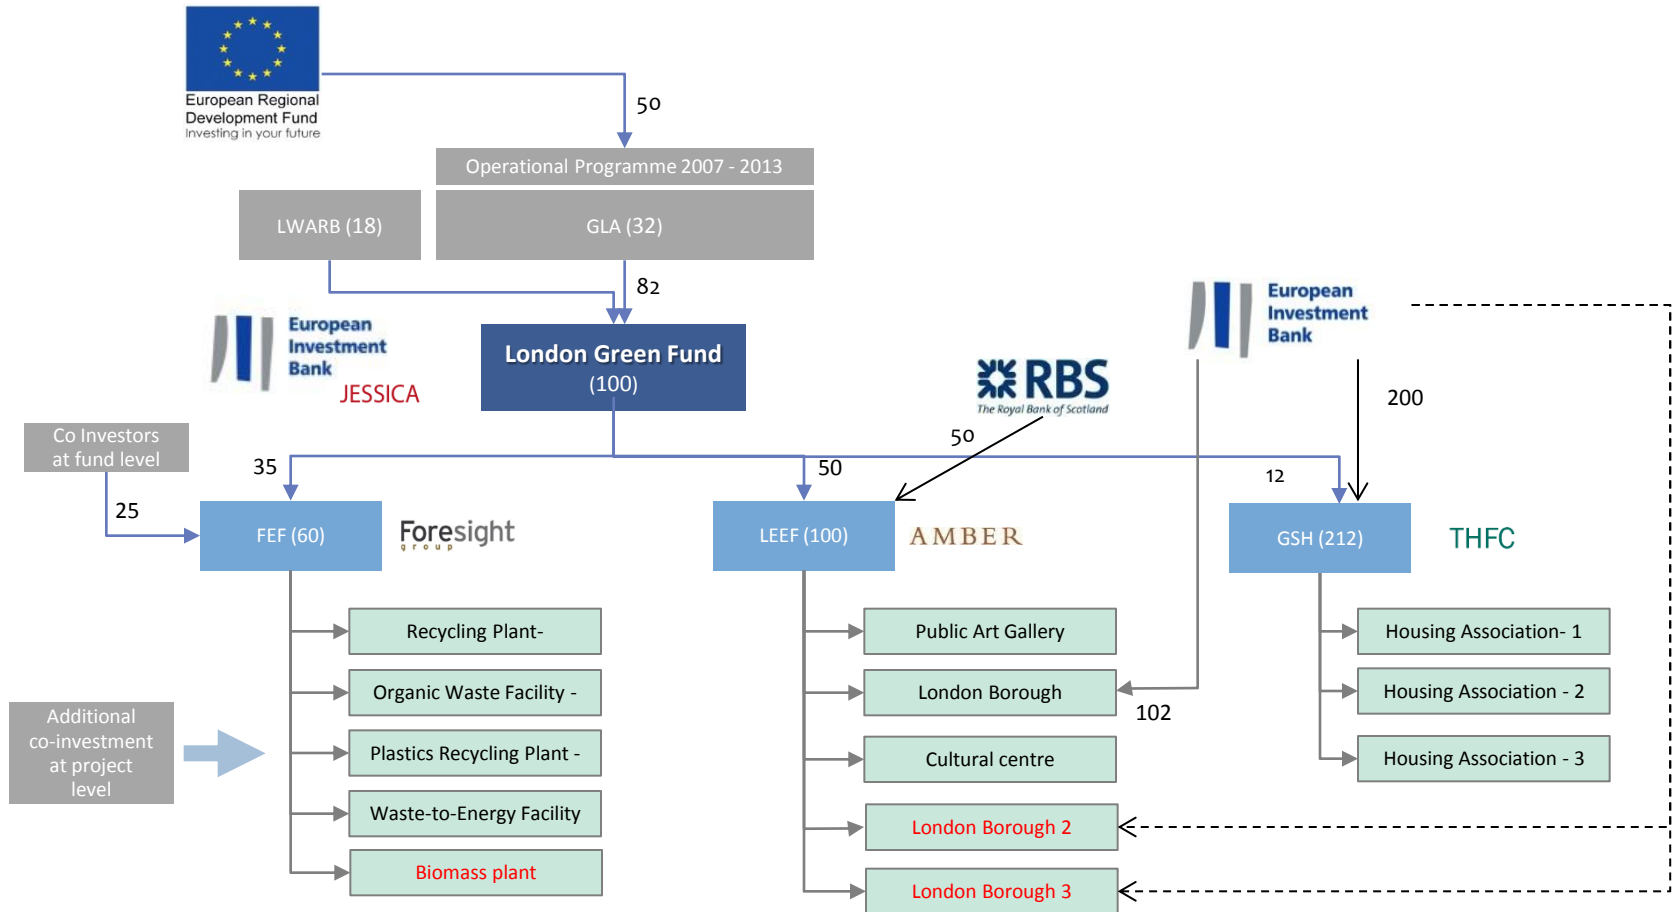 European Regional
Development Fund
Investing in your future
50
Operational Programme 2007 - 2013
LWARB (18)
GLA (32)
82
European
Investment
Bank
JESSICA
London Green Fund
(100)
RBS
The Royal Bank of Scotland
European
Investment
Bank
200
Co Investors
at fund level
25
35
50
50
12
FEF (60)
Foresight
group
LEEF (100)
AMBER
GSH (212)
THFC
Recycling Plant-
Organic Waste Facility -
Plastics Recycling Plant -
Waste-to-Energy Facility
Biomass plant
Additional
co-investment
at project
level
Public Art Gallery
London Borough
102
Cultural centre
London Borough 2
London Borough 3
Housing Association- 1
Housing Association - 2
Housing Association - 3